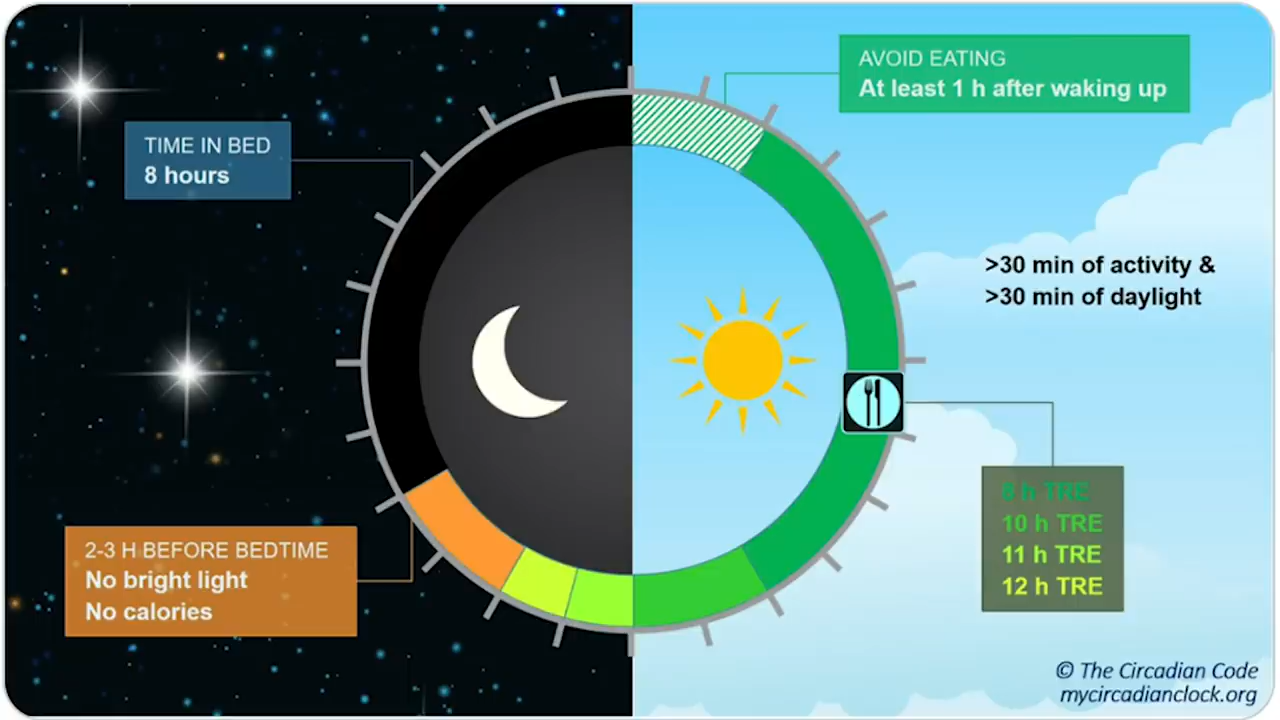 AVOID EATING
At least 1 h after waking up
TIME IN BED
8 hours
>30 min of activity &
>30 min of daylight
8 h TRE
10 h TRE
11 h TRE
12 h TRE
2-3 H BEFORE BEDTIME
No bright light
No calories
© The Circadian Code
mycircadianclock.org